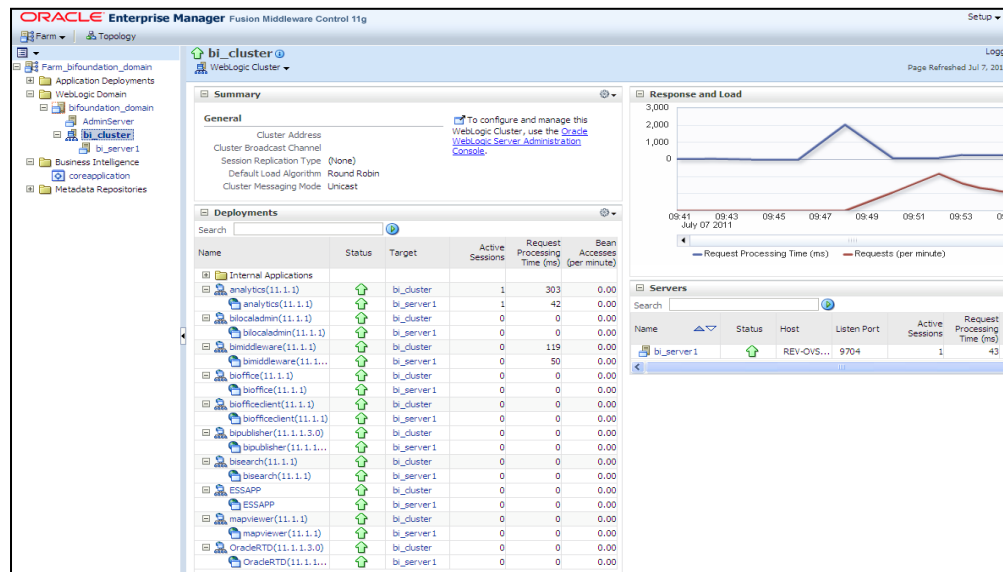 ORACLE Enterprise Manager Fusion Middleware Control 11g
Setup
Farm Topology
Farm_bifoundation_domain
Application Deployments
WebLogic Domain
bifoundation_domain
AdminServer
bi_cluster
bi_server1
Business Intelligence
coreapplication
Metadata Repositories
bi_cluster
WebLogic Cluster
Page Refreshed Jul 7,
Summary
General
Cluster Address
Cluster Broadcast Channel
Session Replication Type (None)
Default Load Algorithm Round Robin
Cluster Messaging Mode Unicast
To configure and manage this
WebLogic Cluster, use the Oracle
WebLogic Server Administration
Console.
Deployments
Search
Name Status Target Active Sessions Request Processing Time (ms) Bean Accesses (per minute)
Internal Applications
analytics(11.1.1) bi_cluster 1 303 0.00
analytics(11.1.1) bi_server1 1 42 0.00
bilocaladmin(11.1.1) bi_cluster 0 0 0.00
bilocaladmin(11.1.1) bi_server1 0 0 0.00
bimiddleware(11.1.1) bi_cluster 0 119 0.00
bimiddleware(11.1.... bi_server1 0 50 0.00
bioffice(11.1.1) bi_cluster 0 0 0.00
bioffice(11.1.1) bi_server1 0 0 0.00
biofficeclient(11.1.1) bi_cluster 0 0 0.00
biofficeclient(11.1.1) bi_server1 0 0 0.00
bipublisher(11.1.1.3.0) bi_cluster 0 0 0.00
bipublisher(11.1.1... bi_server1 0 0 0.00
bisearch(11.1.1) bi_cluster 0 0 0.00
bisearch(11.1.1) bi_server1 0 0 0.00
ESSAPP bi_cluster 0 0 0.00
ESSAPP bi_server1 0 0 0.00
mapviewer(11.1.1) bi_cluster 0 0 0.00
mapviewer(11.1.1) bi_server1 0 0 0.00
OracleRTD(11.1.1.3.0) bi_cluster 0 0 0.00
OracleRTD(11.1.1... bi_server1 0 0 0.00
Response and Load
3,000
2,000
1,000
0
09:41 09:43 09:45 09:47 09:49 09:51 09:53
July 07 2011
Request Processing Time (ms) Requests (per minute)
Servers
Search
Name Status Host Listen Port Active Sessions Request Processing Time (ms)
bi_server1 REV-OVS... 9704 1 43